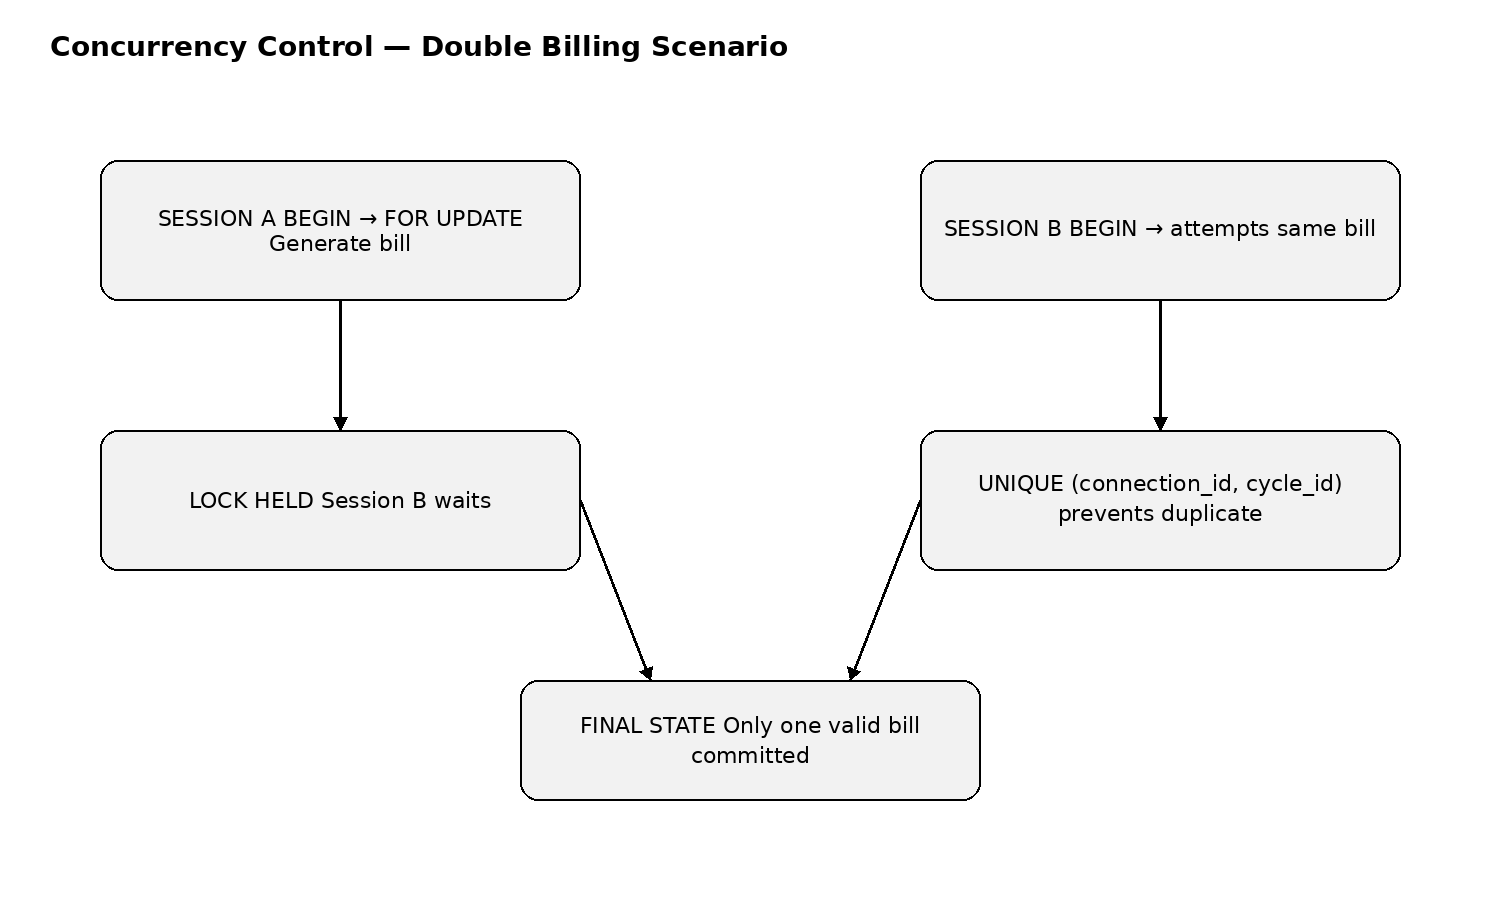 Concurrency Control — Double Billing Scenario
SESSION A BEGIN → FOR UPDATE
Generate bill
SESSION B BEGIN → attempts same bill
LOCK HELD Session B waits
UNIQUE (connection_id, cycle_id)
prevents duplicate
FINAL STATE Only one valid bill
committed